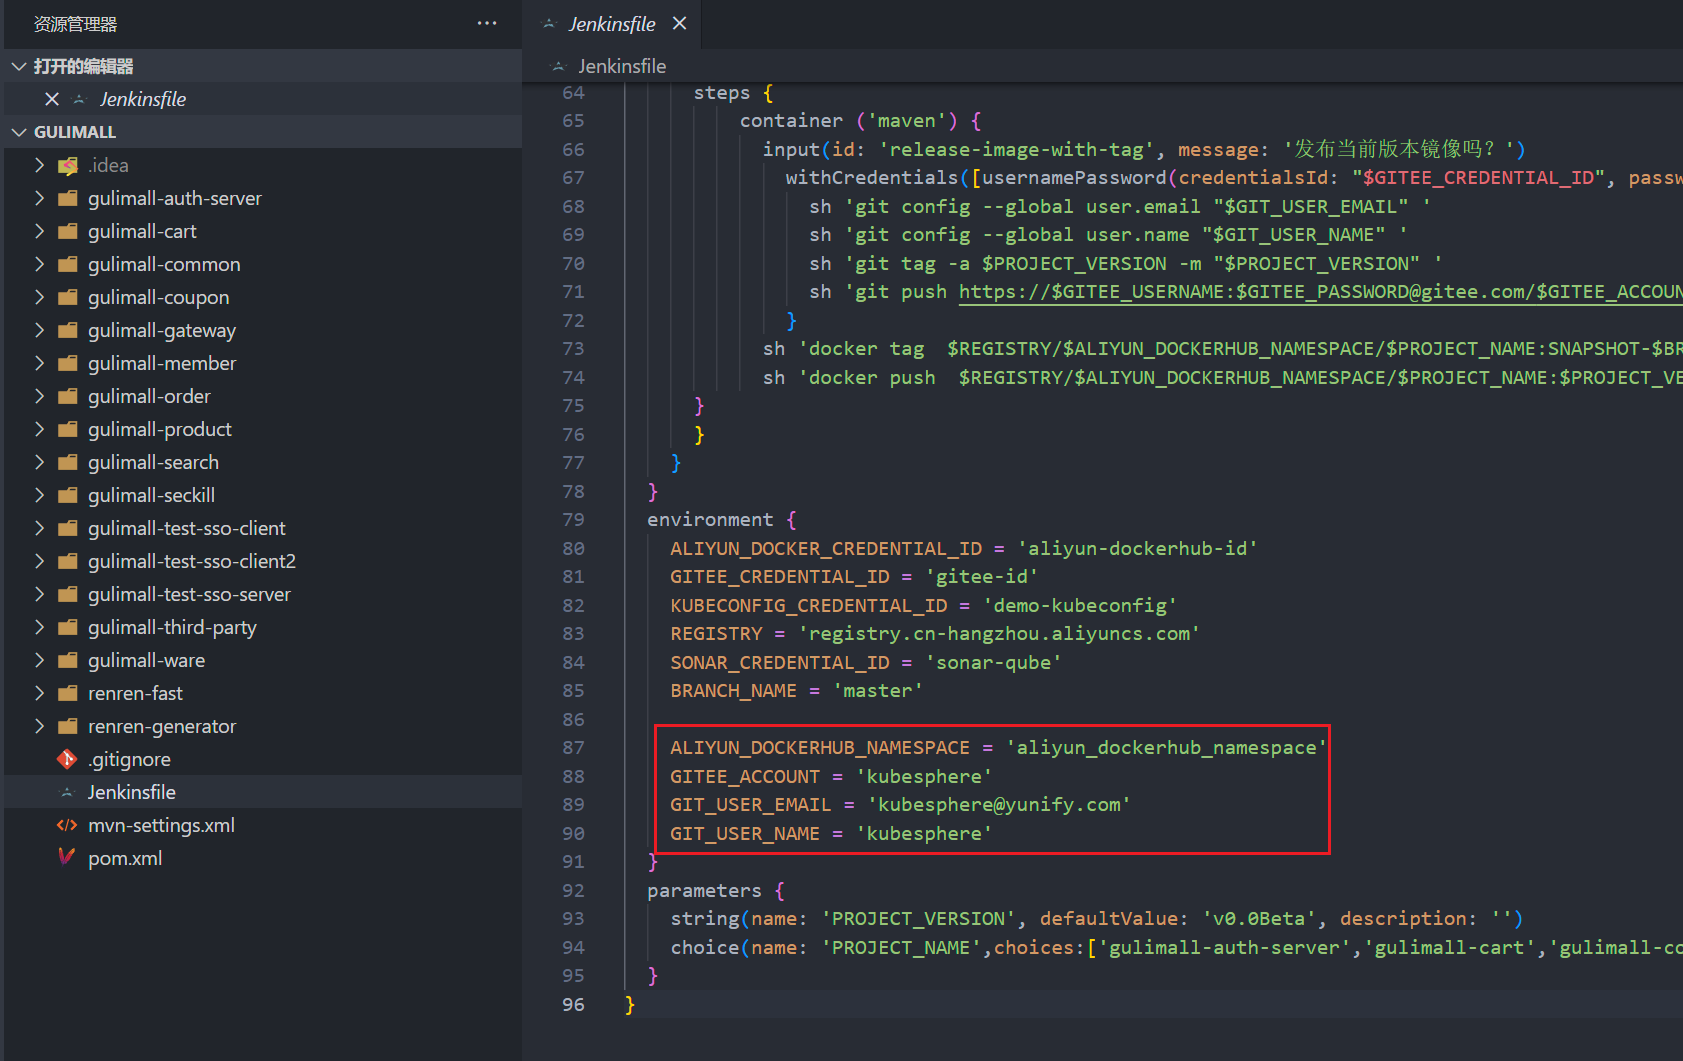 资源管理器
···
打开的编辑器
Jenkinsfile
GULIMALL
.idea
gulimall-auth-server
gulimall-cart
gulimall-common
gulimall-coupon
gulimall-gateway
gulimall-member
gulimall-order
gulimall-product
gulimall-search
gulimall-seckill
gulimall-test-sso-client
gulimall-test-sso-client2
gulimall-test-sso-server
gulimall-third-party
gulimall-ware
renren-fast
renren-generator
.gitignore
Jenkinsfile
mvn-settings.xml
pom.xml
Jenkinsfile
Jenkinsfile
64 steps {
65 container ('maven') {
66 input(id: 'release-image-with-tag', message: '发布当前版本镜像吗？')
67 withCredentials([usernamePassword(credentialsId: "$GITEE_CREDENTIAL_ID", passw
68 sh 'git config --global user.email "$GIT_USER_EMAIL" '
69 sh 'git config --global user.name "$GIT_USER_NAME" '
70 sh 'git tag -a $PROJECT_VERSION -m "$PROJECT_VERSION" '
71 sh 'git push https://$GITEE_USERNAME:$GITEE_PASSWORD@gitee.com/$GITEE_ACCOUN
72 }
73 sh 'docker tag  $REGISTRY/$ALIYUN_DOCKERHUB_NAMESPACE/$PROJECT_NAME:SNAPSHOT-$BR
74 sh 'docker push  $REGISTRY/$ALIYUN_DOCKERHUB_NAMESPACE/$PROJECT_NAME:$PROJECT_VE
75 }
76 }
77 }
78 }
79 environment {
80 ALIYUN_DOCKER_CREDENTIAL_ID = 'aliyun-dockerhub-id'
81 GITEE_CREDENTIAL_ID = 'gitee-id'
82 KUBECONFIG_CREDENTIAL_ID = 'demo-kubeconfig'
83 REGISTRY = 'registry.cn-hangzhou.aliyuncs.com'
84 SONAR_CREDENTIAL_ID = 'sonar-qube'
85 BRANCH_NAME = 'master'
86
87 ALIYUN_DOCKERHUB_NAMESPACE = 'aliyun_dockerhub_namespace'
88 GITEE_ACCOUNT = 'kubesphere'
89 GIT_USER_EMAIL = 'kubesphere@yunify.com'
90 GIT_USER_NAME = 'kubesphere'
91 }
92 parameters {
93 string(name: 'PROJECT_VERSION', defaultValue: 'v0.0Beta', description: '')
94 choice(name: 'PROJECT_NAME',choices:['gulimall-auth-server','gulimall-cart','gulimall-co
95 }
96 }